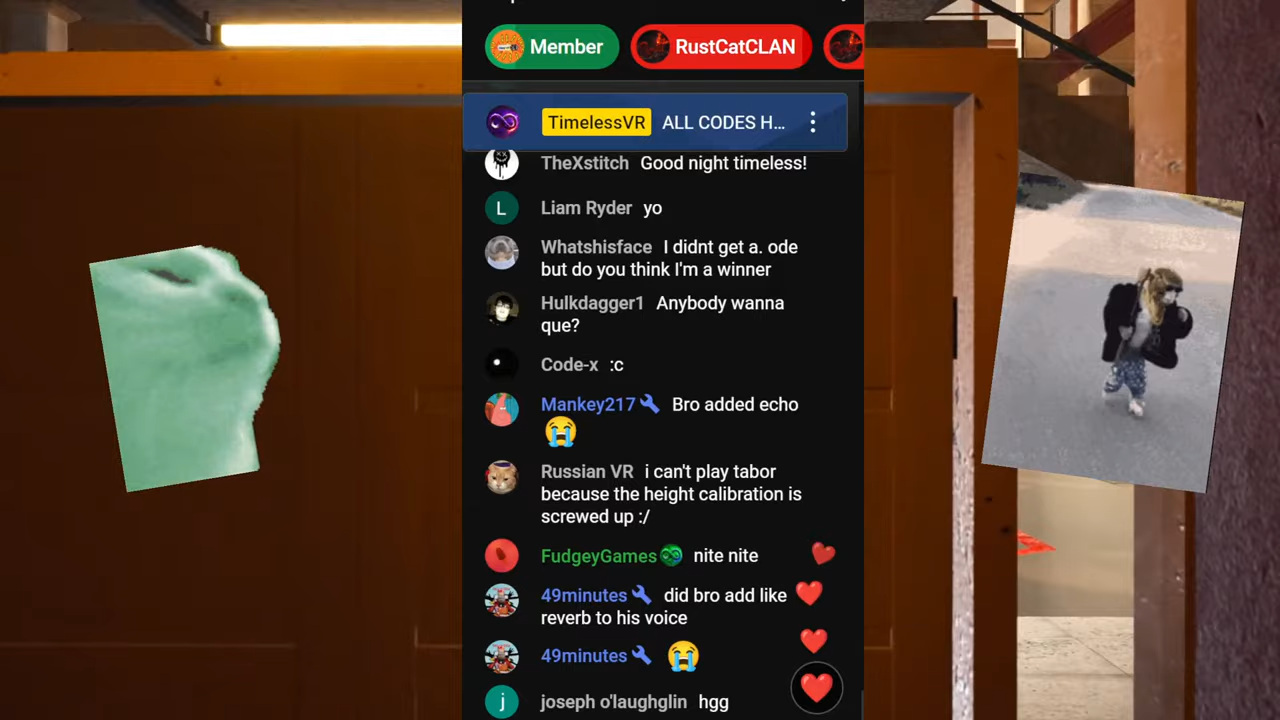 Member RustCatCLAN
TimelessVR ALL CODES H...
TheXstitch Good night timeless!
L Liam Ryder yo
Whatshisface I didnt get a. ode
but do you think I'm a winner
Hulkdagger1 Anybody wanna
que?
Code-x :c
Mankey217 Bro added echo
😭
Russian VR i can't play tabor
because the height calibration is
screwed up :/
FudgeyGames nite nite
49minutes did bro add like
reverb to his voice
49minutes 😭
j joseph o'laughglin hgg